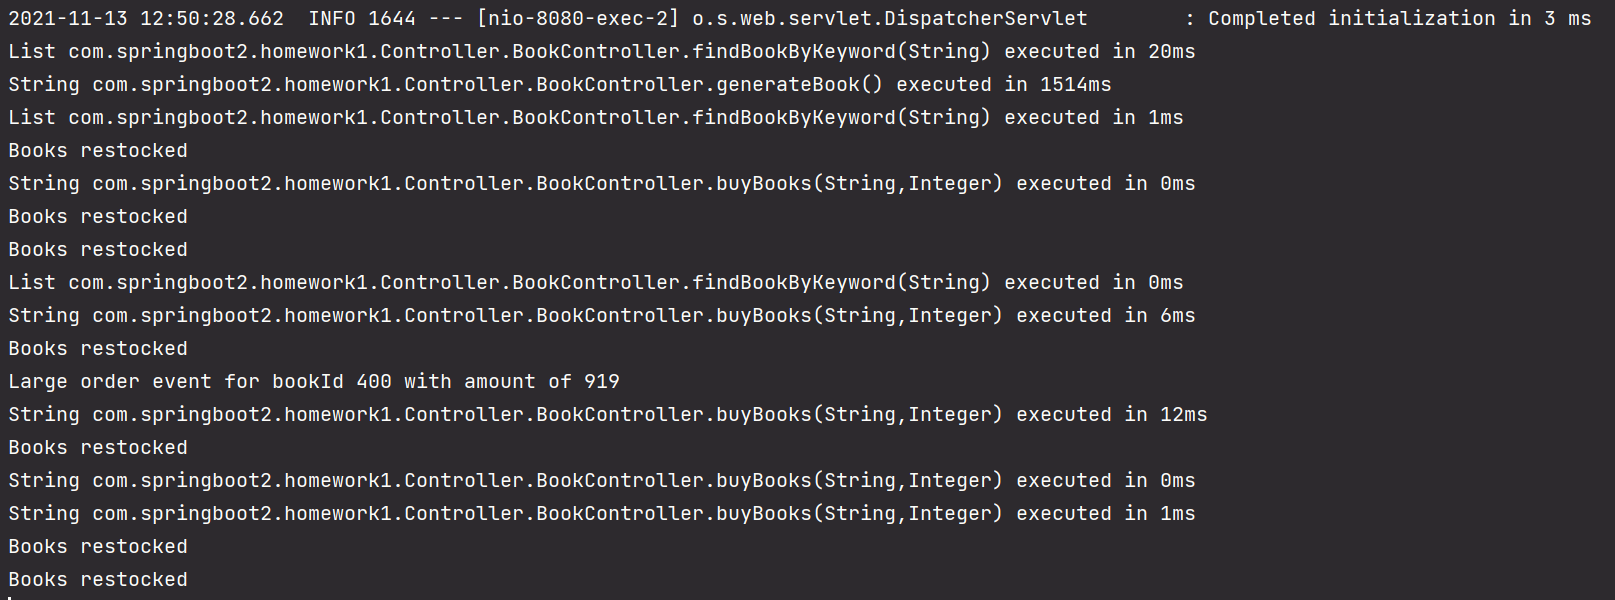 2021-11-13 12:50:28.662  INFO 1644 --- [nio-8080-exec-2] o.s.web.servlet.DispatcherServlet        : Completed initialization in 3 ms
List com.springboot2.homework1.Controller.BookController.findBookByKeyword(String) executed in 20ms
String com.springboot2.homework1.Controller.BookController.generateBook() executed in 1514ms
List com.springboot2.homework1.Controller.BookController.findBookByKeyword(String) executed in 1ms
Books restocked
String com.springboot2.homework1.Controller.BookController.buyBooks(String,Integer) executed in 0ms
Books restocked
Books restocked
List com.springboot2.homework1.Controller.BookController.findBookByKeyword(String) executed in 0ms
String com.springboot2.homework1.Controller.BookController.buyBooks(String,Integer) executed in 6ms
Books restocked
Large order event for bookId 400 with amount of 919
String com.springboot2.homework1.Controller.BookController.buyBooks(String,Integer) executed in 12ms
Books restocked
String com.springboot2.homework1.Controller.BookController.buyBooks(String,Integer) executed in 0ms
String com.springboot2.homework1.Controller.BookController.buyBooks(String,Integer) executed in 1ms
Books restocked
Books restocked